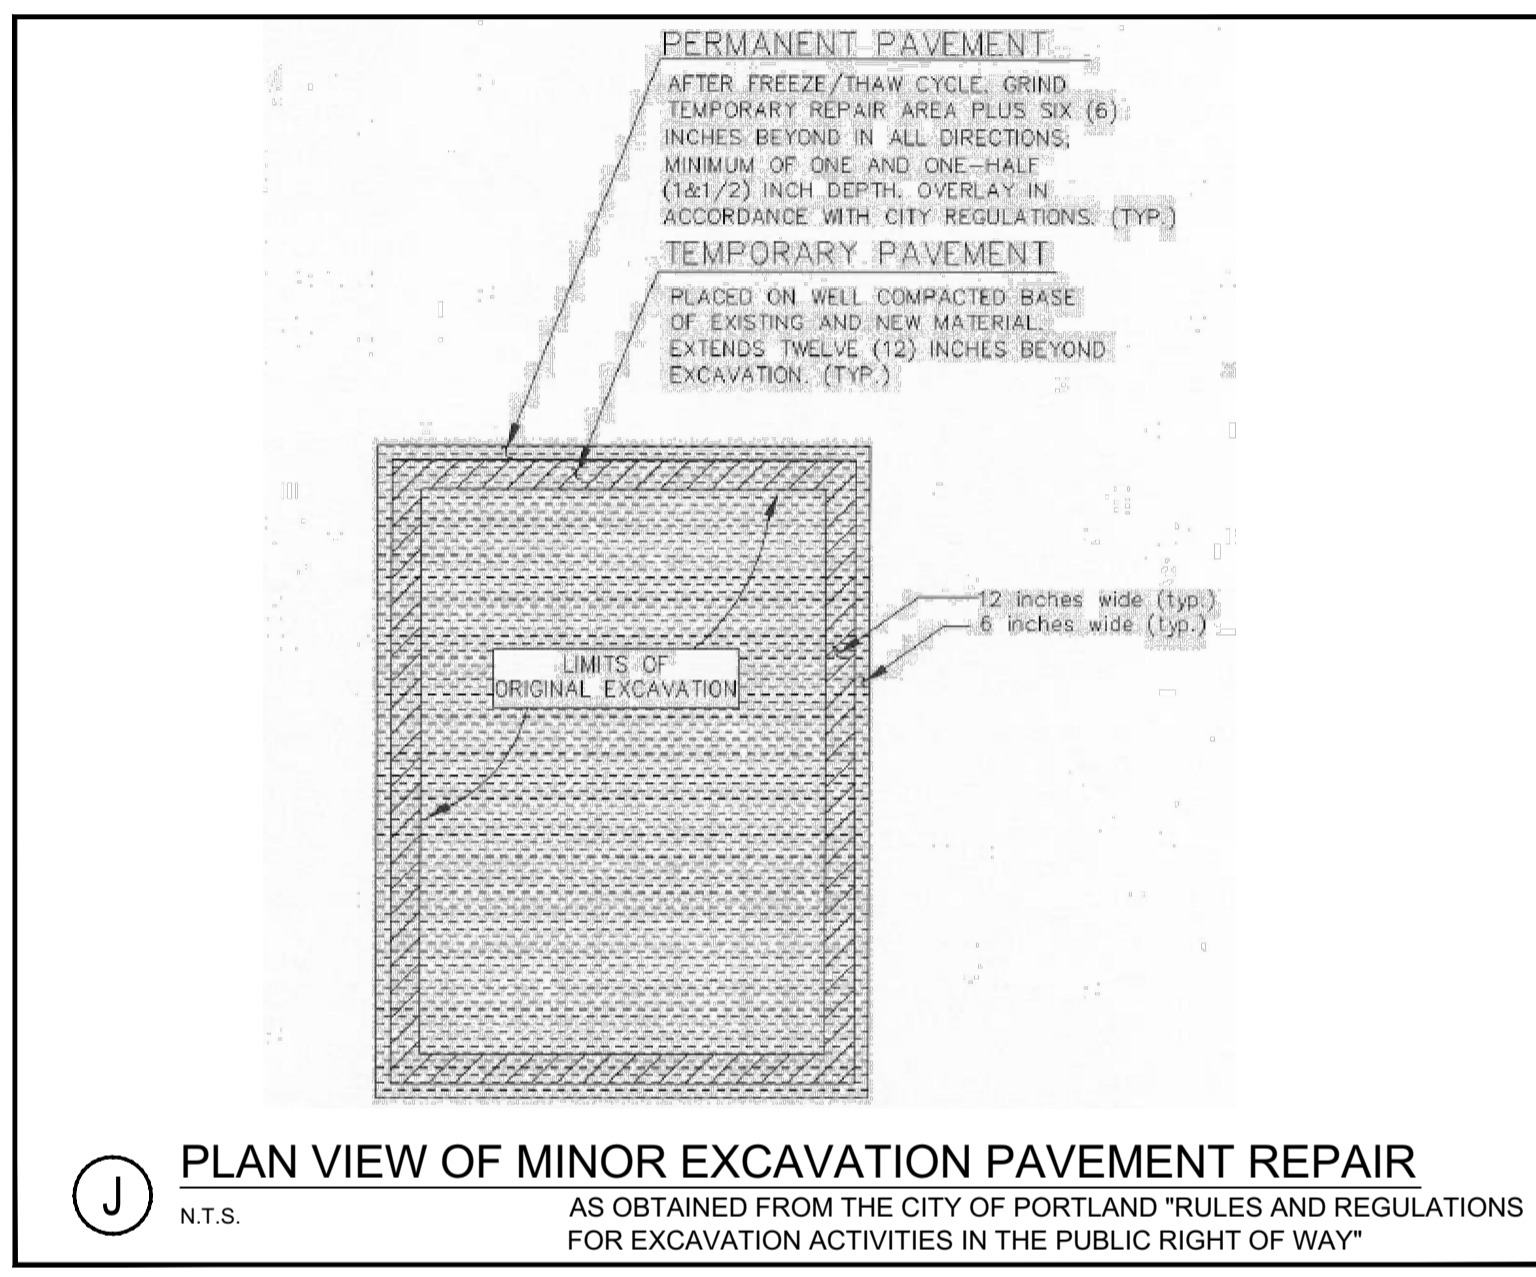 PERMANENT PAVEMENT
AFTER FREEZE/THAW CYCLE, GRIND
TEMPORARY REPAIR AREA PLUS SIX (6)
INCHES BEYOND IN ALL DIRECTIONS;
MINIMUM OF ONE AND ONE-HALF
(1&1/2) INCH DEPTH. OVERLAY IN
ACCORDANCE WITH CITY REGULATIONS. (TYP.)
TEMPORARY PAVEMENT
PLACED ON WELL COMPACTED BASE
OF EXISTING AND NEW MATERIAL.
EXTENDS TWELVE (12) INCHES BEYOND
EXCAVATION. (TYP.)
12 inches wide (typ.)
6 inches wide (typ.)
LIMITS OF
ORIGINAL EXCAVATION
J
PLAN VIEW OF MINOR EXCAVATION PAVEMENT REPAIR
N.T.S.
AS OBTAINED FROM THE CITY OF PORTLAND "RULES AND REGULATIONS
FOR EXCAVATION ACTIVITIES IN THE PUBLIC RIGHT OF WAY"